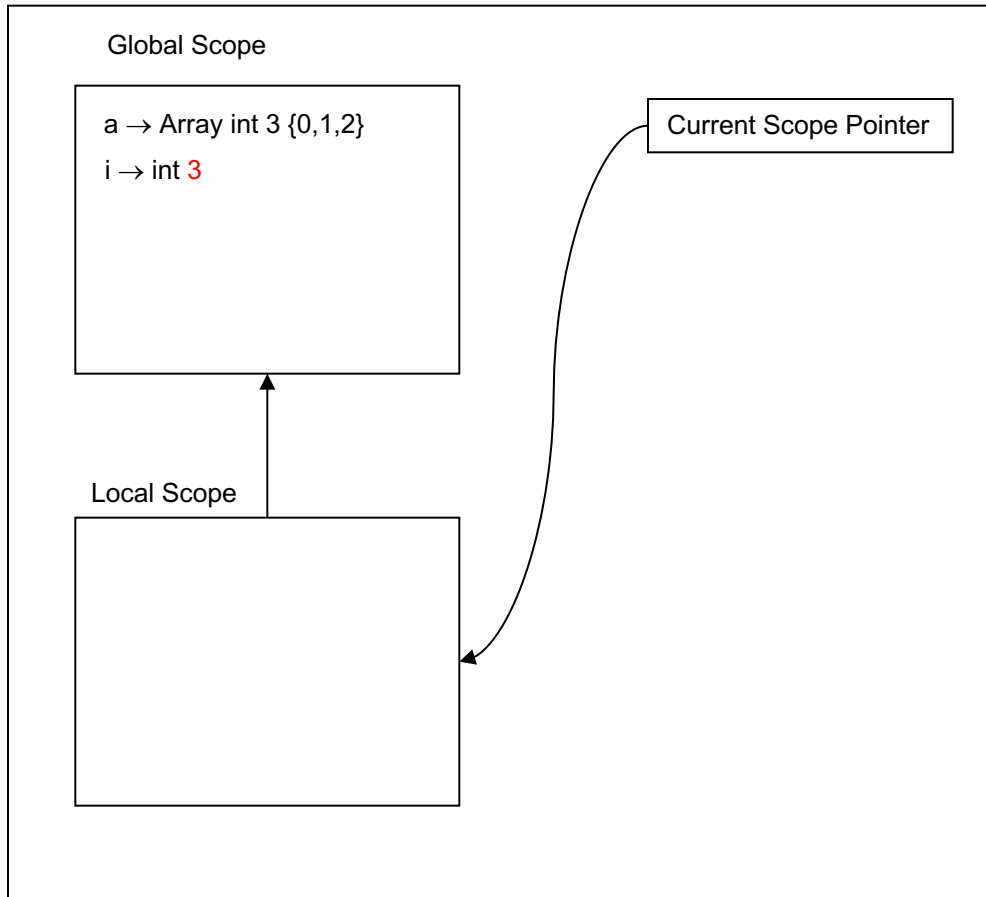 Global Scope
a → Array int 3 {0,1,2}
i → int 3
Current Scope Pointer
Local Scope